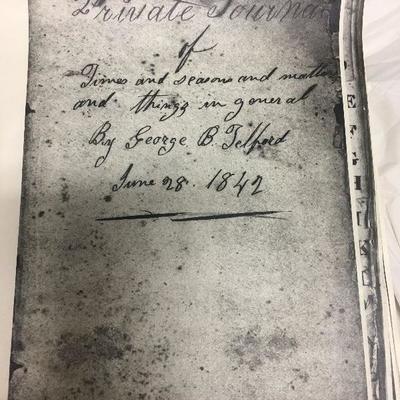 Private Journal
of
Times and seasons and matters
and things in general
By George B. Telford
June 28. 1842